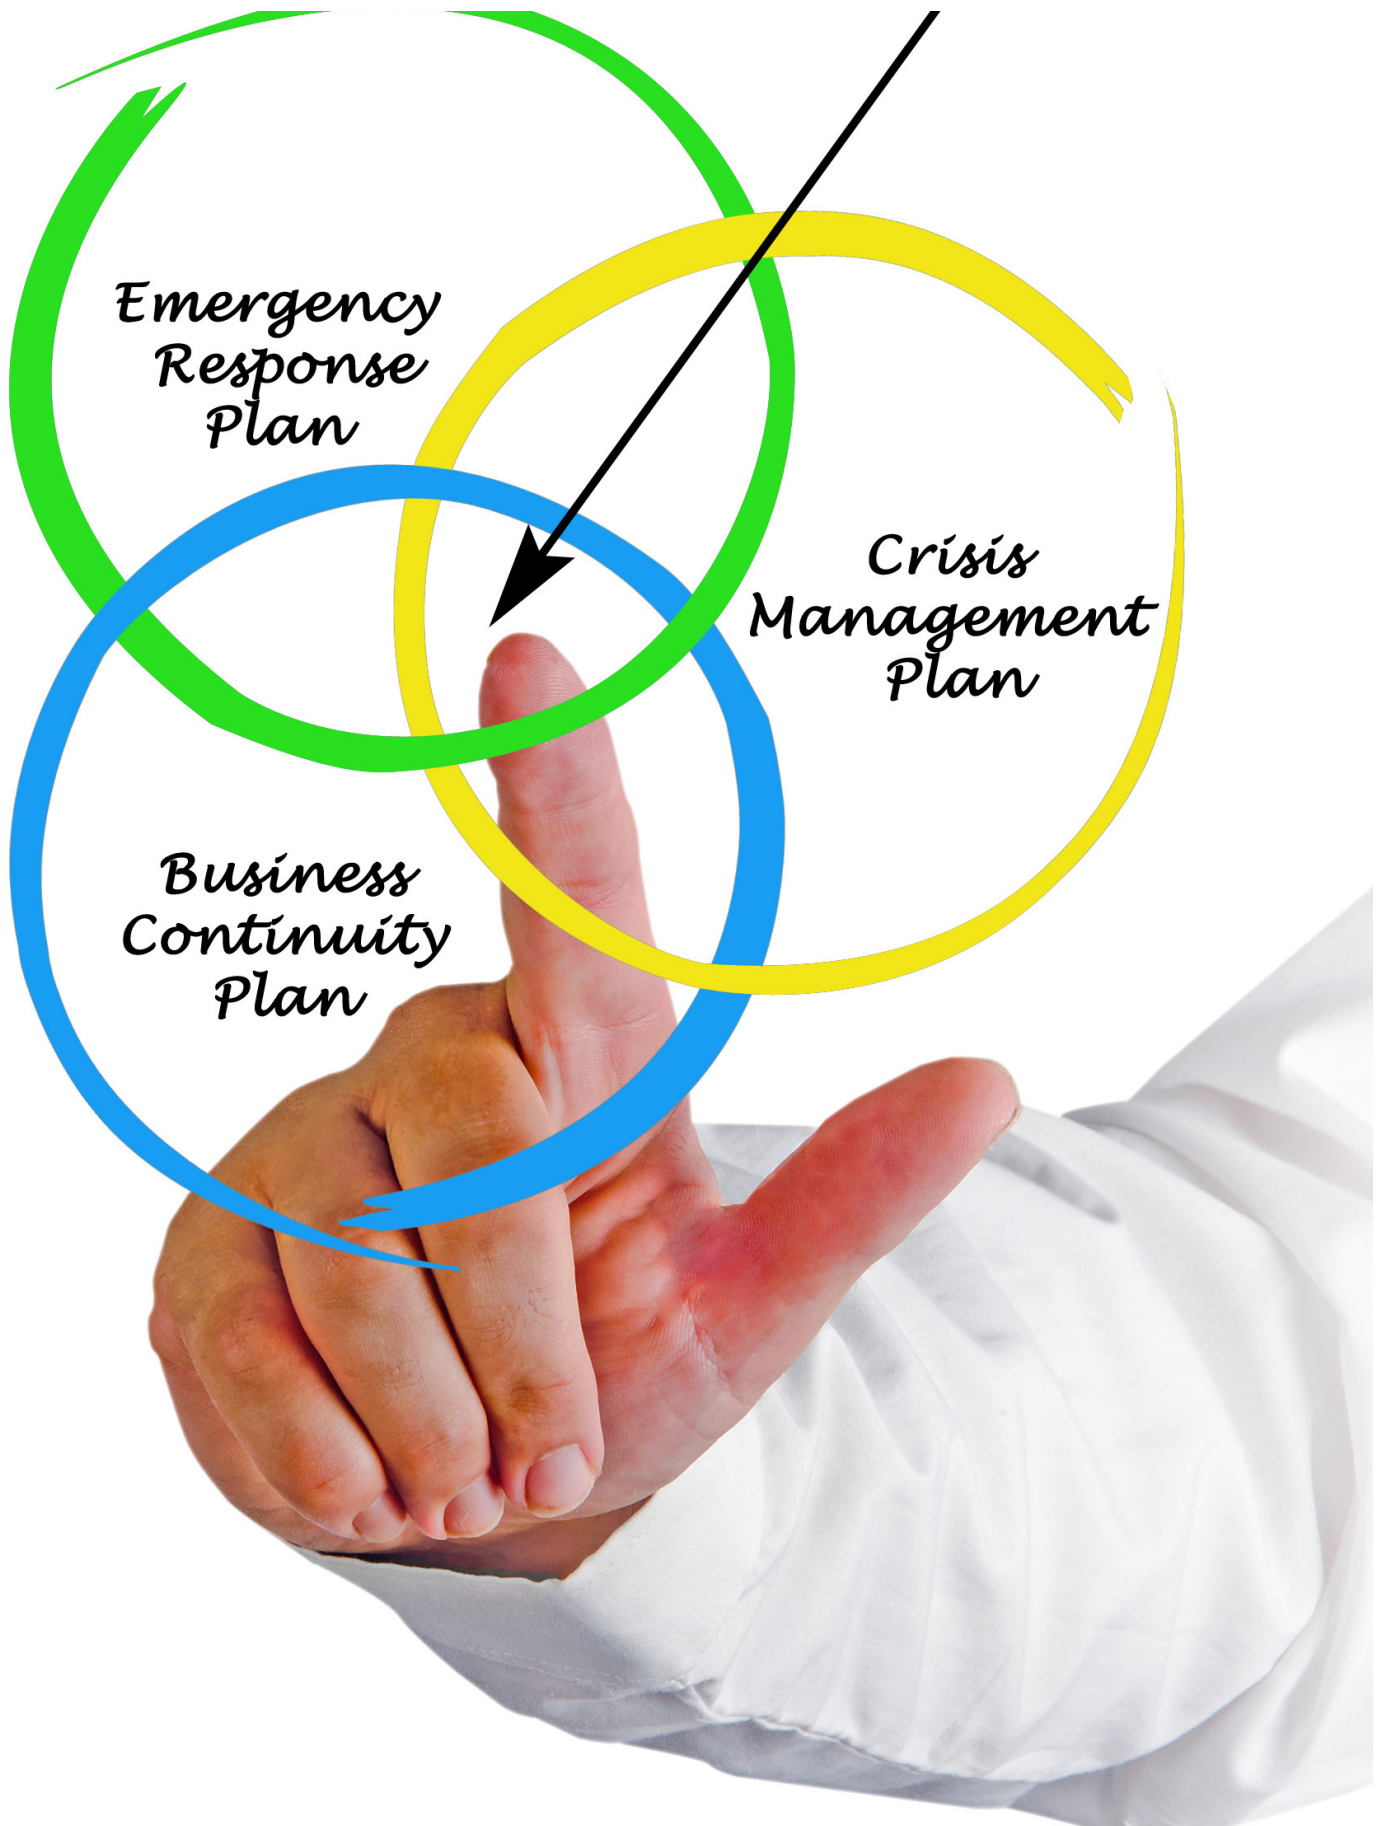 Emergency
Response
Plan
Crisis
Management
Plan
Business
Continuity
Plan